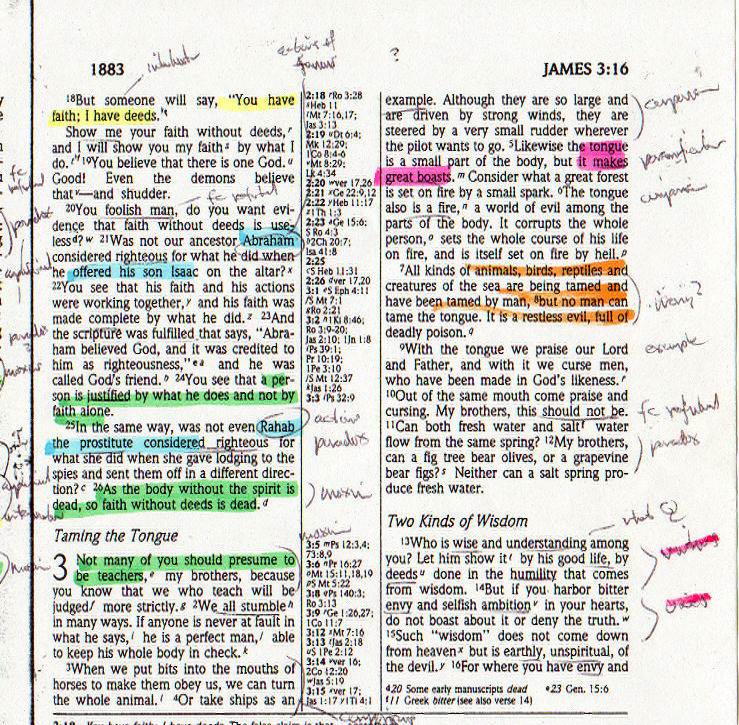 1883
JAMES 3:16
18But someone will say, "You have
faith; I have deeds."t
Show me your faith without deeds,r
and I will show you my faiths by what I
do.t 19You believe that there is one God.u
Good! Even the demons believe
thatv—and shudder.
20You foolish man, do you want evi-
dence that faith without deeds is use-
less?w 21Was not our ancestor Abraham
considered righteous for what he did when
he offered his son Isaac on the altar?x
22You see that his faith and his actions
were working together,y and his faith was
made complete by what he did.z 23And
the scripture was fulfilled that says, "Abra-
ham believed God, and it was credited to
him as righteousness,"ea and he was
called God's friend.b 24You see that a per-
son is justified by what he does and not by
faith alone.
25In the same way, was not even Rahab
the prostitute considered righteous for
what she did when she gave lodging to the
spies and sent them off in a different direc-
tion?c 26As the body without the spirit is
dead, so faith without deeds is dead.d
Taming the Tongue
3 Not many of you should presume to
be teachers,e my brothers, because
you know that we who teach will be
judgedf more strictly.g 2We all stumbleh
in many ways. If anyone is never at fault in
what he says,i he is a perfect man,j able
to keep his whole body in check.k
3When we put bits into the mouths of
horses to make them obey us, we can turn
the whole animal.l 4Or take ships as an
2:18 rRo 3:28
sHeb 11
tMt 7:16,17;
Jas 3:13
2:19 uDt 6:4;
Mk 12:29;
1Co 8:4-6
vMt 8:29;
Lk 4:34
2:20 wver 17,26
2:21 xGe 22:9,12
2:22 yHeb 11:17
z1Th 1:3
2:23 aGe 15:6;
Ro 4:3
b2Ch 20:7;
Isa 41:8
2:25
cHeb 11:31
2:26 dver 17,20
3:1 eEph 4:11
fMt 7:1
gRo 2:21
3:2 h1Ki 8:46;
Ro 3:9-20;
Jas 2:10; 1Jn 1:8
iPs 39:1;
Pr 10:19;
1Pe 3:10
jMt 12:37
kJas 1:26
3:3 lPs 32:9
3:5 mPs 12:3,4;
73:8,9
3:6 nPr 16:27
oMt 15:11,18,19
pMt 5:22
3:8 qPs 140:3;
Ro 3:13
3:9 rGe 1:26,27;
1Co 11:7
3:12 sMt 7:16
3:13 tJas 2:18
u1Pe 2:12
3:14 vver 16;
2Co 12:20
wJas 5:19
3:15 xver 17;
Jas 1:17 y1Ti 4:1
example. Although they are so large and
are driven by strong winds, they are
steered by a very small rudder wherever
the pilot wants to go. 5Likewise the tongue
is a small part of the body, but it makes
great boasts.m Consider what a great forest
is set on fire by a small spark. 6The tongue
also is a fire,n a world of evil among the
parts of the body. It corrupts the whole
person,o sets the whole course of his life
on fire, and is itself set on fire by hell.p
7All kinds of animals, birds, reptiles and
creatures of the sea are being tamed and
have been tamed by man, 8but no man can
tame the tongue. It is a restless evil, full of
deadly poison.q
9With the tongue we praise our Lord
and Father, and with it we curse men,
who have been made in God's likeness.r
10Out of the same mouth come praise and
cursing. My brothers, this should not be.
11Can both fresh water and saltf water
flow from the same spring? 12My brothers,
can a fig tree bear olives, or a grapevine
bear figs?s Neither can a salt spring pro-
duce fresh water.
Two Kinds of Wisdom
13Who is wise and understanding among
you? Let him show itt by his good life, by
deedsu done in the humility that comes
from wisdom. 14But if you harbor bitter
envy and selfish ambitionv in your hearts,
do not boast about it or deny the truth.w
15Such "wisdom" does not come down
from heavenx but is earthly, unspiritual, of
the devil.y 16For where you have envy and
d20 Some early manuscripts dead
e23 Gen. 15:6
f11 Greek bitter (see also verse 14)
?
actions
paradox
maxim
maxim
example
paradox
irony?